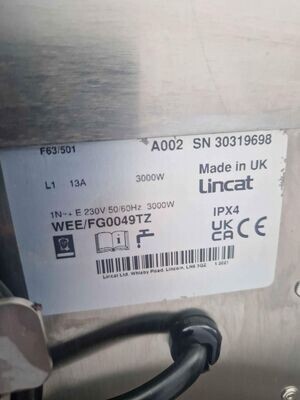 F63/501 A002 SN 30319698
L1 13A 3000W Made in UK
Lincat
1N~+E 230V 50/60Hz 3000W IPX4
WEE/FG0049TZ UK CA CE
Lincat Ltd. Whisby Road. Lincoln. LN6 3QZ. 2021